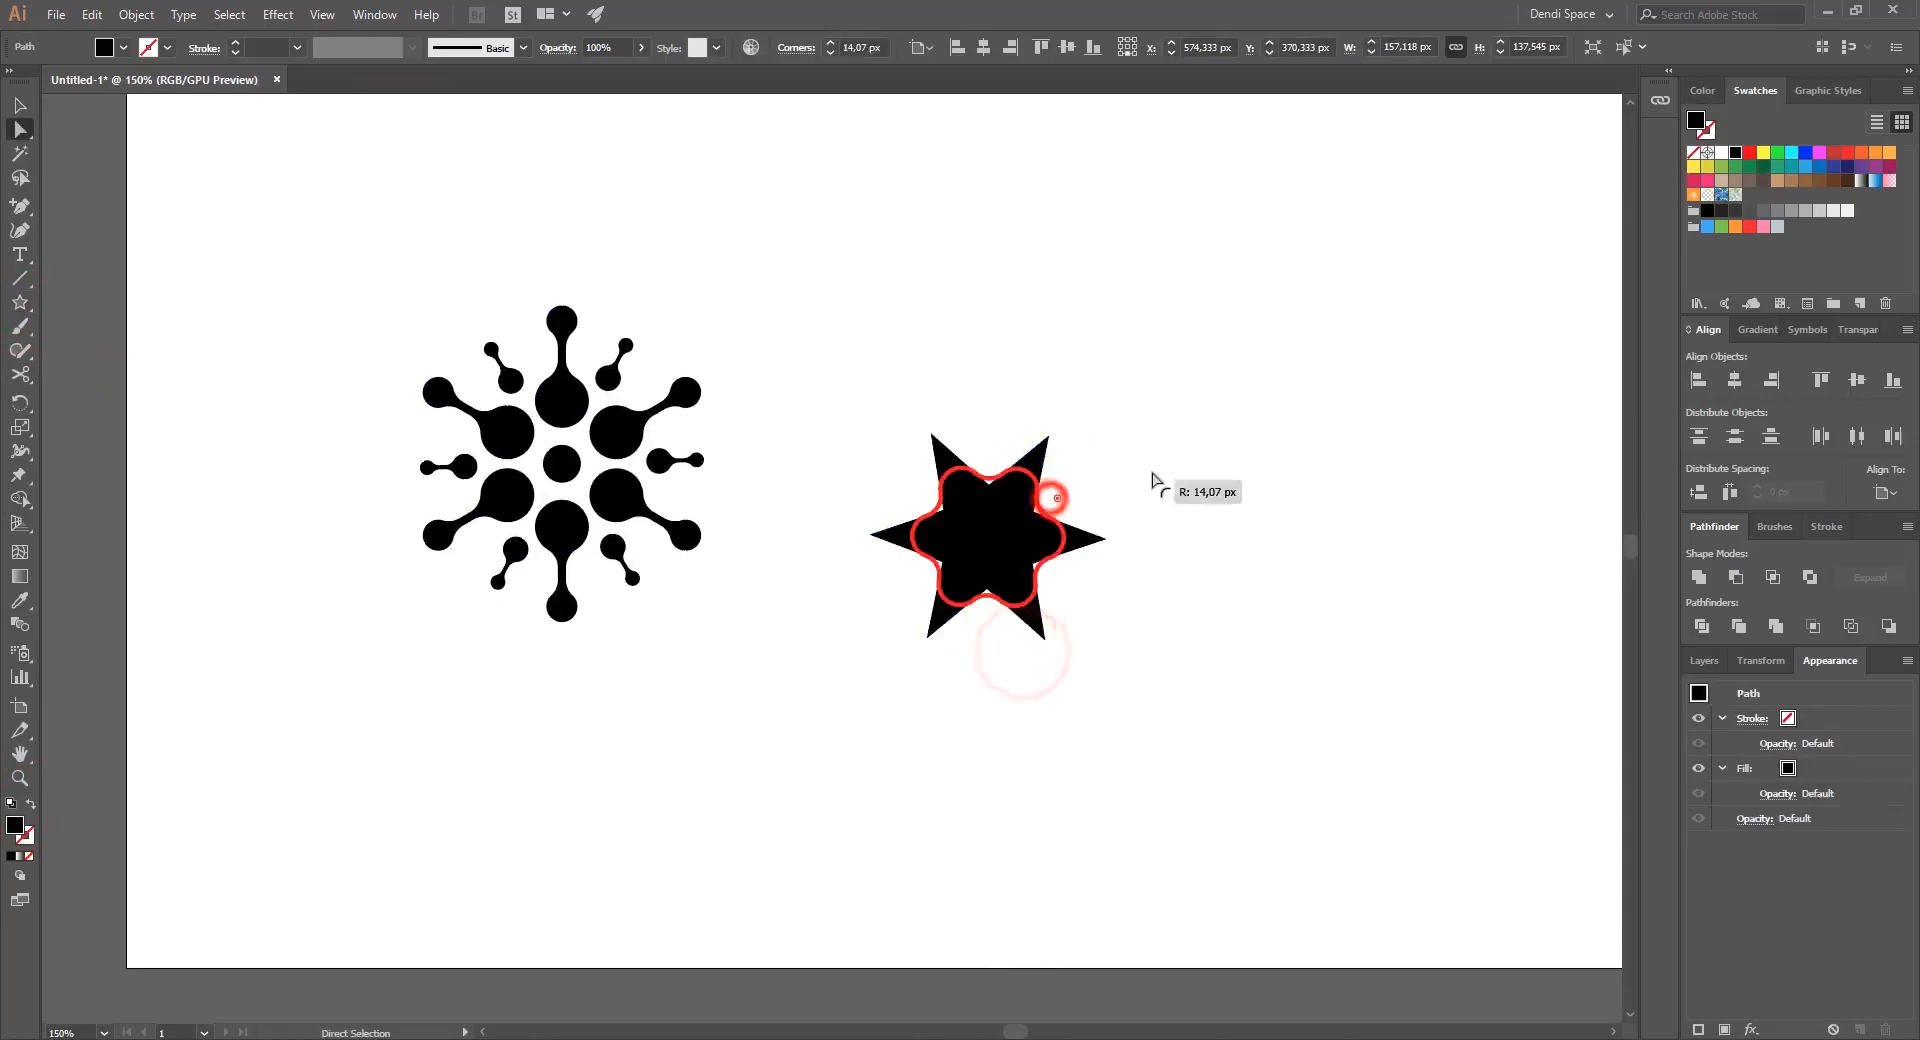 Ai File Edit Object Type Select Effect View Window Help Br St Dendi Space Search Adobe Stock
Path Stroke: Basic Opacity: 100% Style: Corners: 14,07 px X: 574,333 px Y: 370,333 px W: 157,118 px H: 137,545 px
Untitled-1* @ 150% (RGB/GPU Preview)
Color Swatches Graphic Styles
Align Gradient Symbols Transpar
Align Objects:
Distribute Objects:
Distribute Spacing: Align To:
0 px
R: 14,07 px
Pathfinder Brushes Stroke
Shape Modes:
Expand
Pathfinders:
Layers Transform Appearance
Path
Stroke:
Opacity: Default
Fill:
Opacity: Default
Opacity: Default
fx.
150% 1 Direct Selection